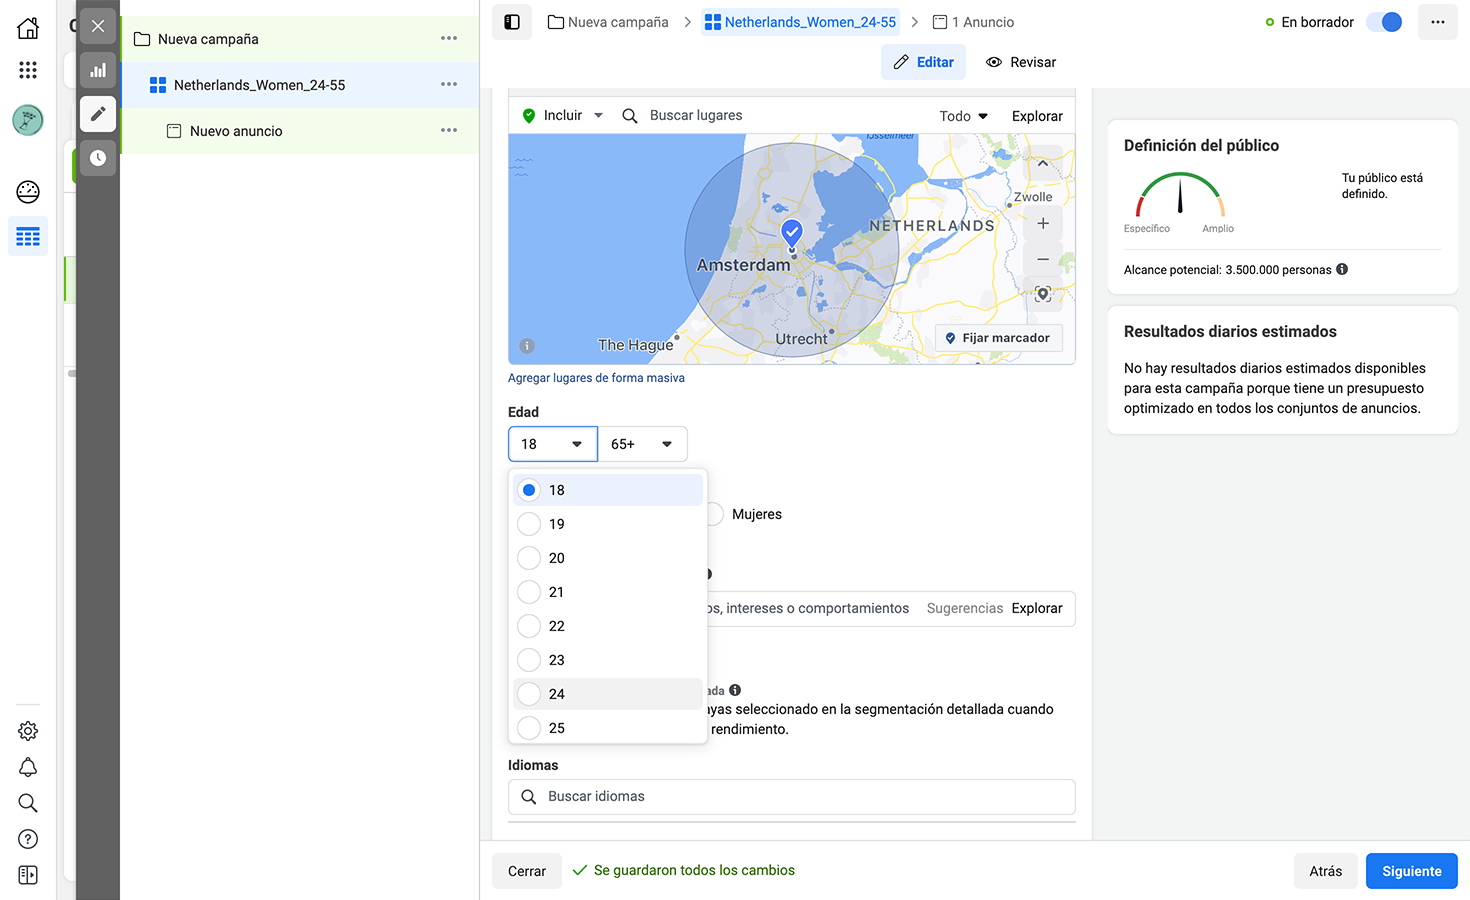 Nueva campaña
Netherlands_Women_24-55
Nuevo anuncio
Nueva campaña
Netherlands_Women_24-55
1 Anuncio
En borrador
Editar
Revisar
Incluir
Buscar lugares
Todo
Explorar
IJsselmeer
Zwolle
NETHERLANDS
Amsterdam
The Hague
Utrecht
Fijar marcador
Agregar lugares de forma masiva
Edad
18
65+
18
19
20
21
22
23
24
25
Mujeres
os, intereses o comportamientos
Sugerencias
Explorar
ada
ayas seleccionado en la segmentación detallada cuando
rendimiento.
Idiomas
Buscar idiomas
Cerrar
Se guardaron todos los cambios
Atrás
Siguiente
Definición del público
Tu público está
definido.
Específico
Amplio
Alcance potencial: 3.500.000 personas
Resultados diarios estimados
No hay resultados diarios estimados disponibles
para esta campaña porque tiene un presupuesto
optimizado en todos los conjuntos de anuncios.